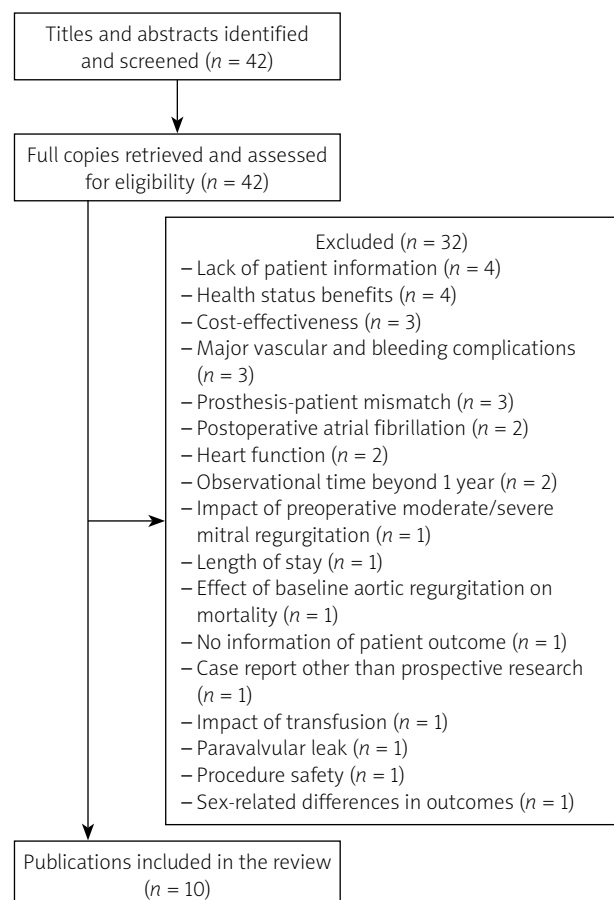 Titles and abstracts identified
and screened (n = 42)
Full copies retrieved and assessed
for eligibility (n = 42)
Excluded (n = 32)
– Lack of patient information (n = 4)
– Health status benefits (n = 4)
– Cost-effectiveness (n = 3)
– Major vascular and bleeding complications
(n = 3)
– Prosthesis-patient mismatch (n = 3)
– Postoperative atrial fibrillation (n = 2)
– Heart function (n = 2)
– Observational time beyond 1 year (n = 2)
– Impact of preoperative moderate/severe
mitral regurgitation (n = 1)
– Length of stay (n = 1)
– Effect of baseline aortic regurgitation on
mortality (n = 1)
– No information of patient outcome (n = 1)
– Case report other than prospective research
(n = 1)
– Impact of transfusion (n = 1)
– Paravalvular leak (n = 1)
– Procedure safety (n = 1)
– Sex-related differences in outcomes (n = 1)
Publications included in the review
(n = 10)